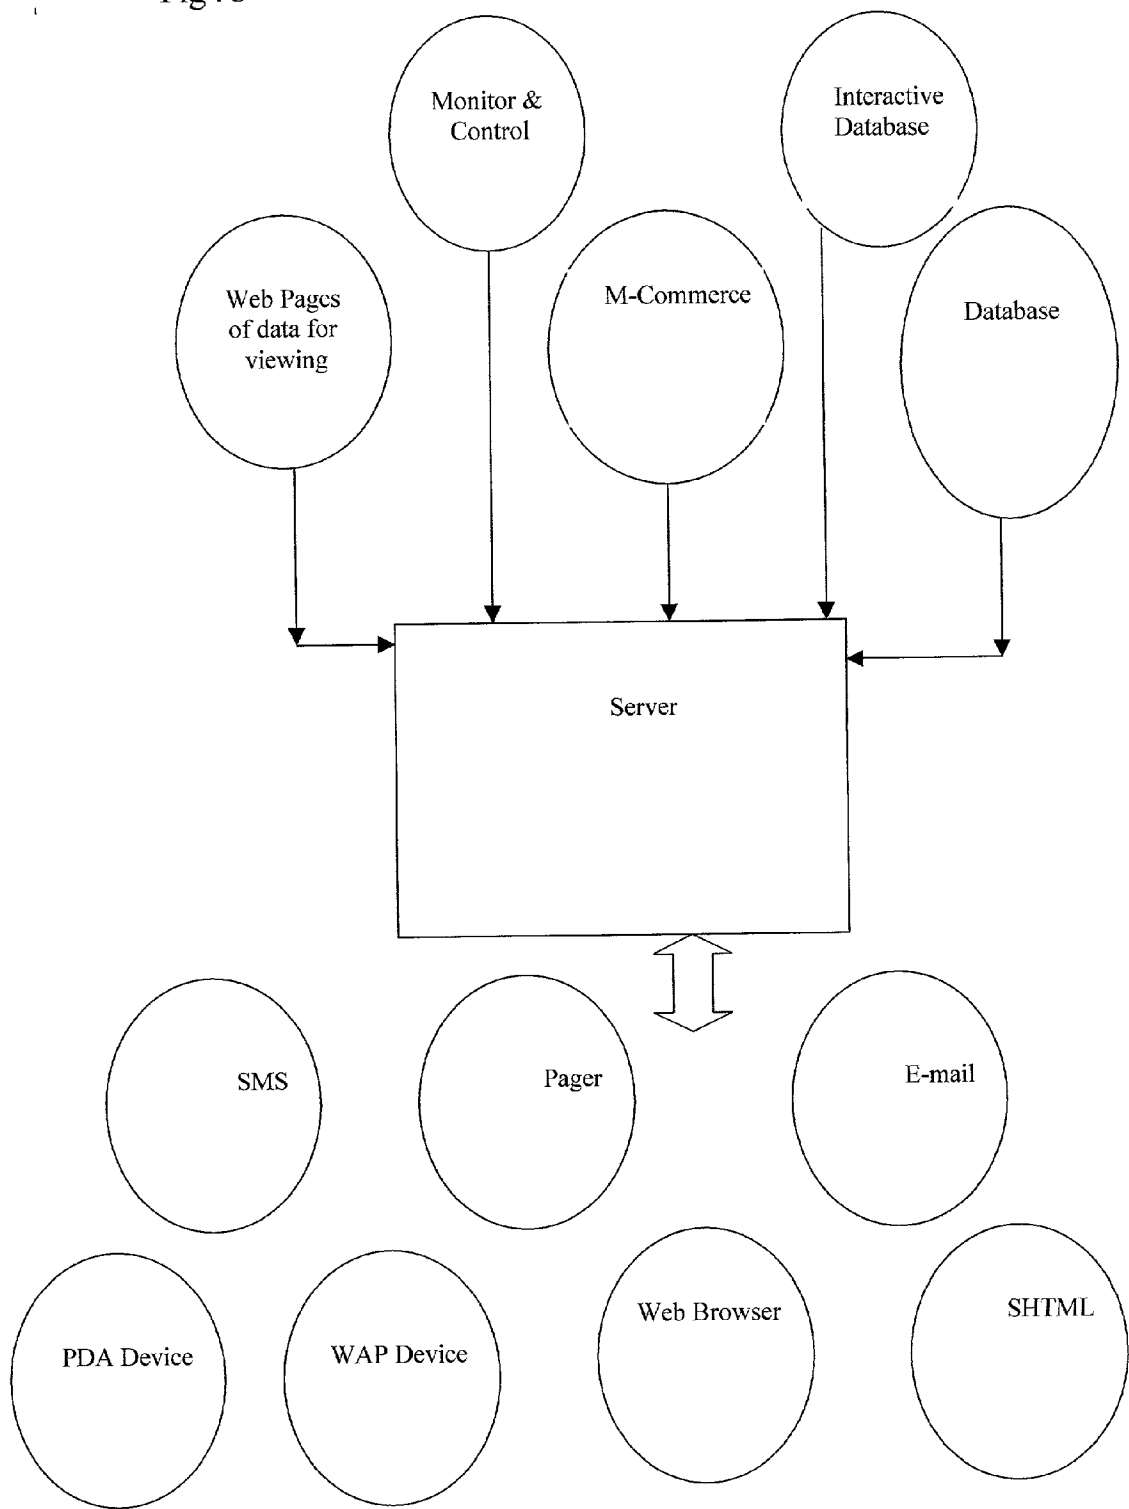 Monitor &
Control
Interactive
Database
Web Pages
of data for
viewing
M-Commerce
Database
Server
SMS
Pager
E-mail
PDA Device
WAP Device
Web Browser
SHTML